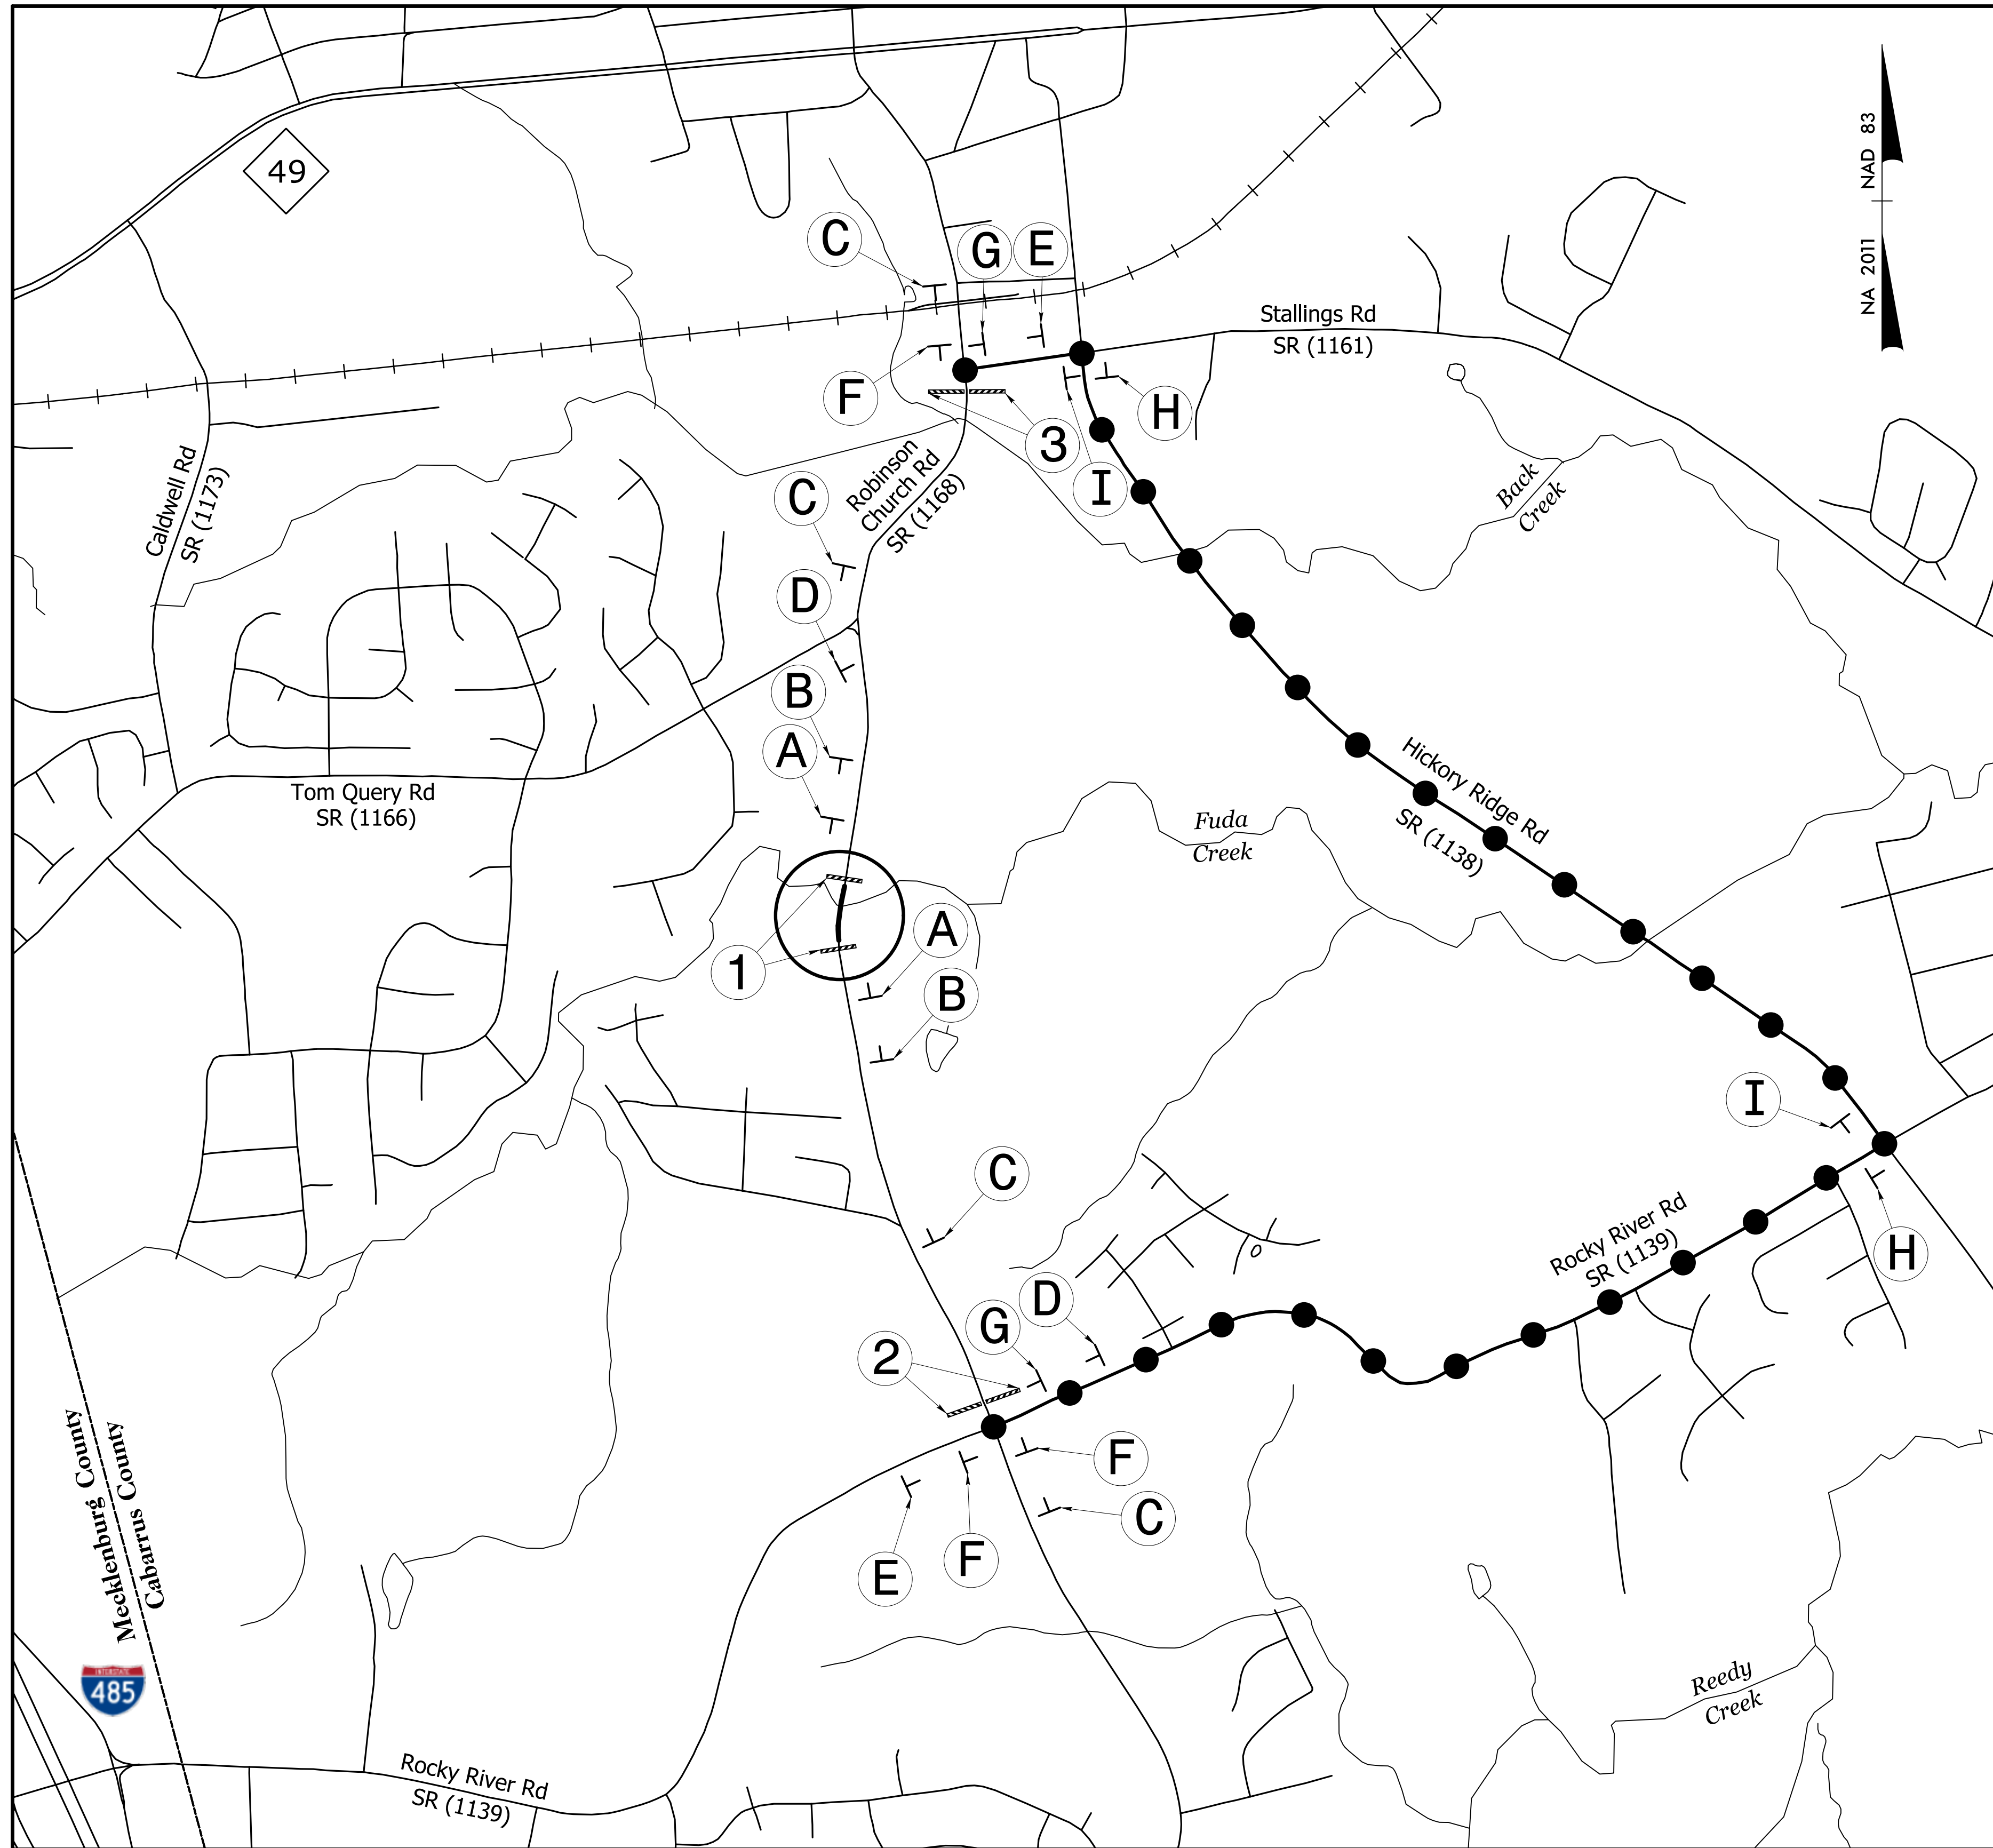 49
NAD 83
NA 2011
C
G
E
Stallings Rd
SR (1161)
F
H
3
I
Robinson
Church Rd
SR (1168)
Caldwell Rd
SR (1173)
Back
Creek
C
D
B
A
Tom Query Rd
SR (1166)
Hickory Ridge Rd
SR (1138)
Fuda
Creek
1
A
B
I
C
Rocky River Rd
SR (1139)
H
D
G
2
F
C
E
F
Mecklenburg County
Cabarrus County
INTERSTATE
485
Reedy
Creek
Rocky River Rd
SR (1139)